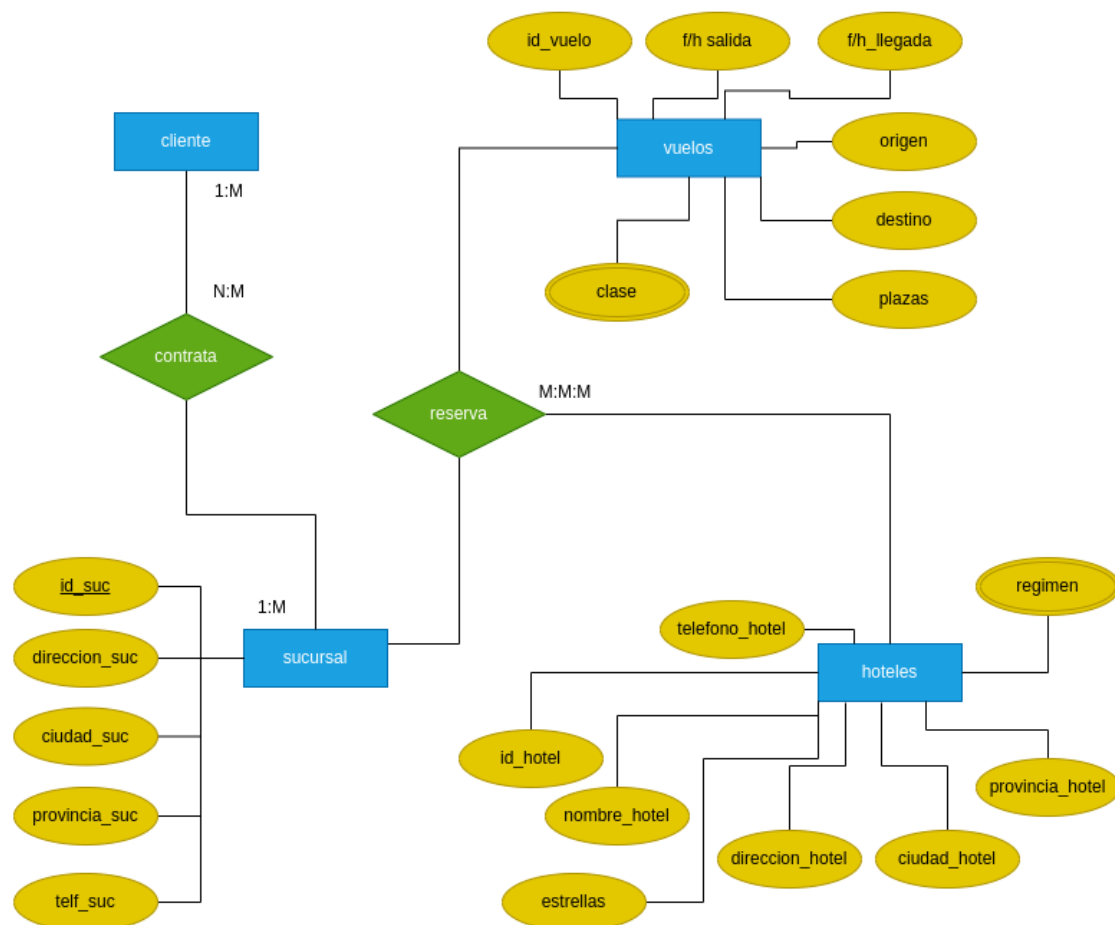 id_vuelo
f/h salida
f/h_llegada
cliente
vuelos
origen
1:M
destino
N:M
clase
plazas
contrata
reserva
M:M:M
id_suc
regimen
1:M
telefono_hotel
direccion_suc
sucursal
hoteles
ciudad_suc
id_hotel
provincia_hotel
provincia_suc
nombre_hotel
direccion_hotel
ciudad_hotel
telf_suc
estrellas